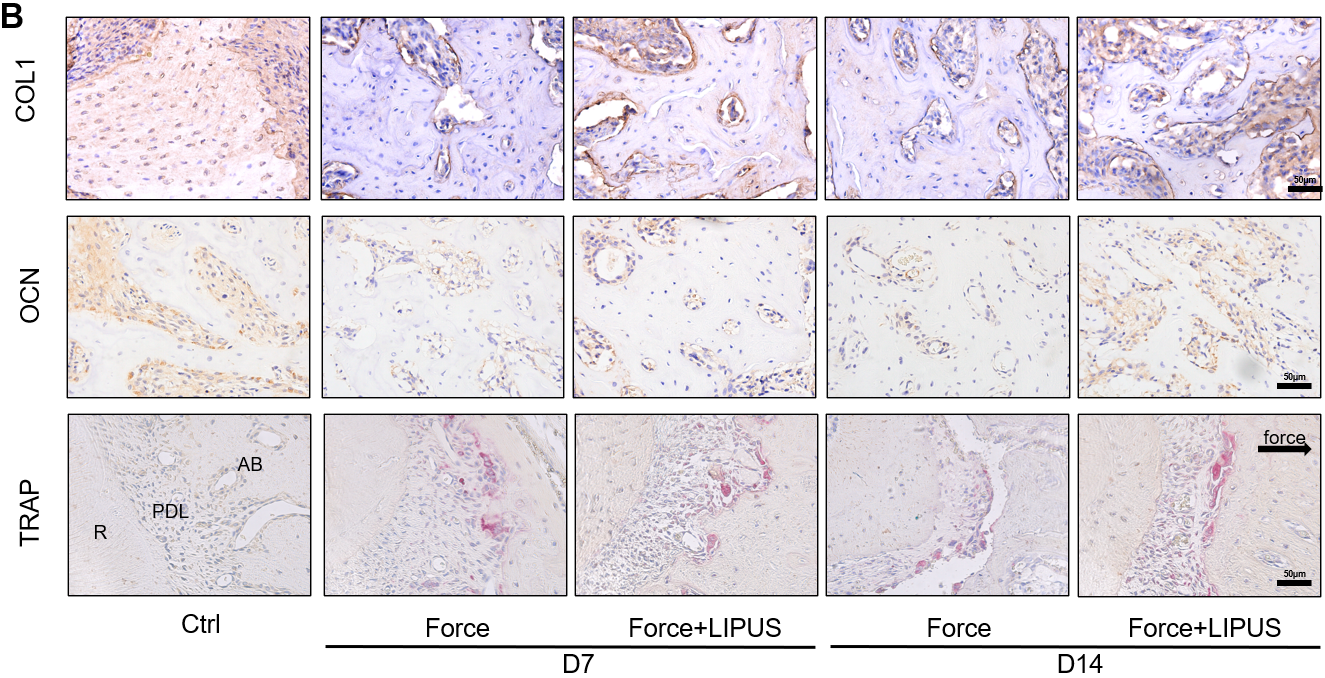 B
COL1
50μm
OCN
50μm
TRAP
R
PDL
AB
force
50μm
Ctrl
Force
Force+LIPUS
Force
Force+LIPUS
D7
D14